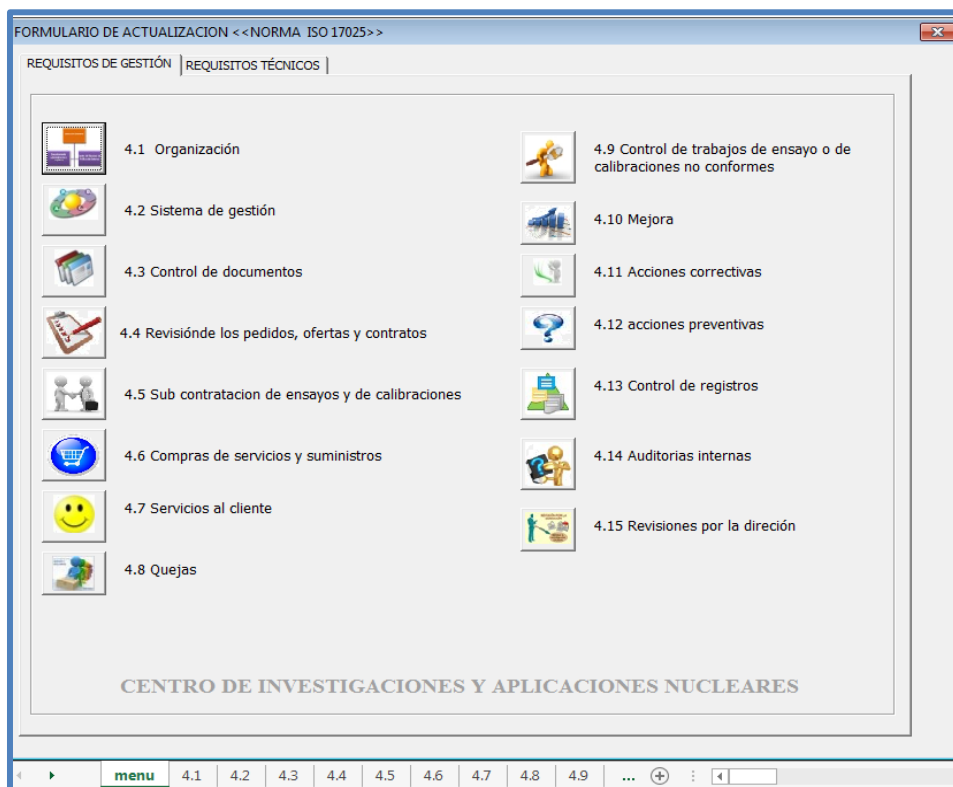 FORMULARIO DE ACTUALIZACION <<NORMA ISO 17025>>
REQUISITOS DE GESTIÓN
REQUISITOS TÉCNICOS
4.1 Organización
4.2 Sistema de gestión
4.3 Control de documentos
4.4 Revisiónde los pedidos, ofertas y contratos
4.5 Sub contratacion de ensayos y de calibraciones
4.6 Compras de servicios y suministros
4.7 Servicios al cliente
4.8 Quejas
4.9 Control de trabajos de ensayo o de
calibraciones no conformes
4.10 Mejora
4.11 Acciones correctivas
4.12 acciones preventivas
4.13 Control de registros
4.14 Auditorias internas
4.15 Revisiones por la direción
CENTRO DE INVESTIGACIONES Y APLICACIONES NUCLEARES
menu 4.1 4.2 4.3 4.4 4.5 4.6 4.7 4.8 4.9 ...